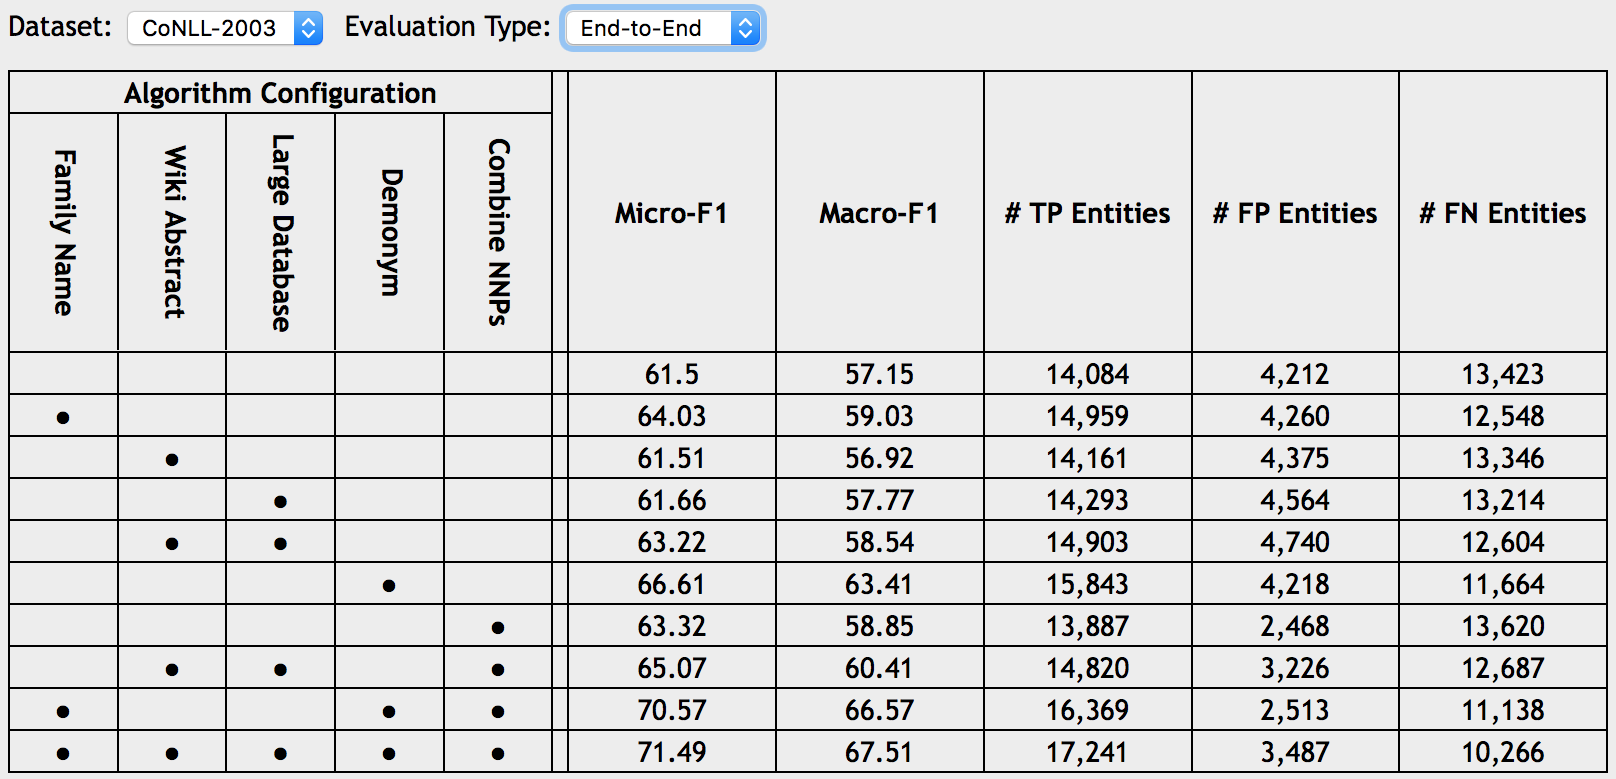 Dataset: CoNLL-2003 Evaluation Type: End-to-End
Algorithm Configuration
Family Name Wiki Abstract Large Database Demonym Combine NNPs Micro-F1 Macro-F1 # TP Entities # FP Entities # FN Entities
61.5 57.15 14,084 4,212 13,423
● 64.03 59.03 14,959 4,260 12,548
● 61.51 56.92 14,161 4,375 13,346
● 61.66 57.77 14,293 4,564 13,214
● ● 63.22 58.54 14,903 4,740 12,604
● 66.61 63.41 15,843 4,218 11,664
● 63.32 58.85 13,887 2,468 13,620
● ● ● 65.07 60.41 14,820 3,226 12,687
● ● ● 70.57 66.57 16,369 2,513 11,138
● ● ● ● ● 71.49 67.51 17,241 3,487 10,266